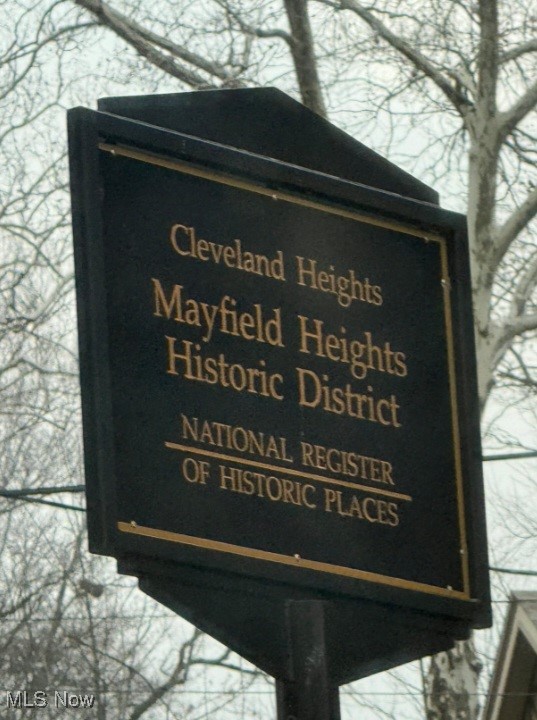 Cleveland Heights
Mayfield Heights
Historic District
NATIONAL REGISTER
OF HISTORIC PLACES
MLS Now